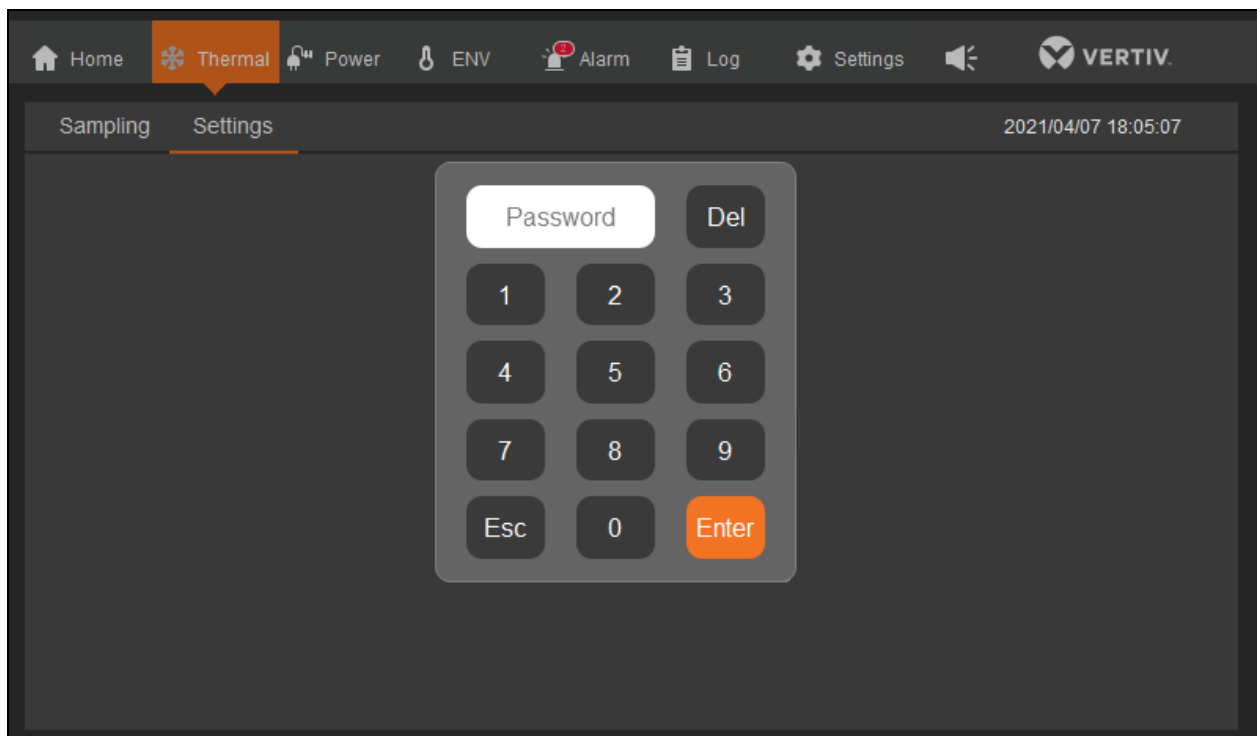 Home Thermal Power ENV 2 Alarm Log Settings VERTIV.
Sampling Settings 2021/04/07 18:05:07
Password Del
1 2 3
4 5 6
7 8 9
Esc 0 Enter